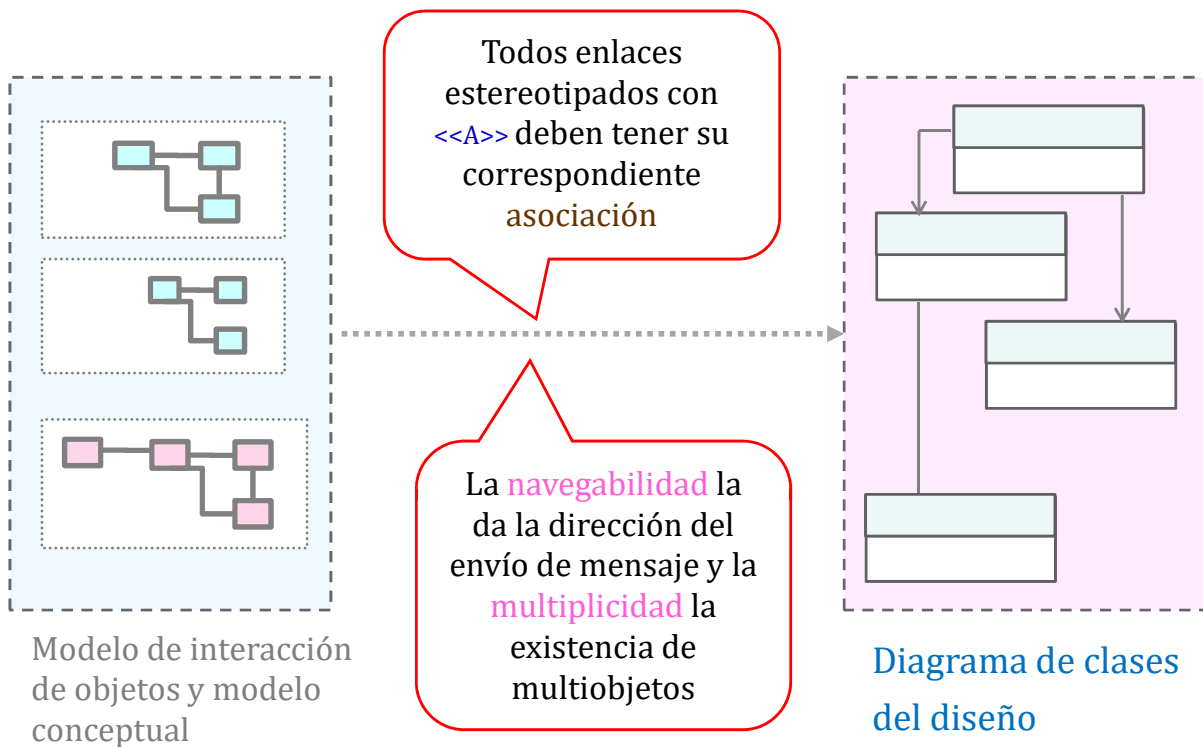 Todos enlaces
estereotipados con
<<A>> deben tener su
correspondiente
asociación
La navegabilidad la
da la dirección del
envío de mensaje y la
multiplicidad la
existencia de
multiobjetos
Modelo de interacción
de objetos y modelo
conceptual
Diagrama de clases
del diseño